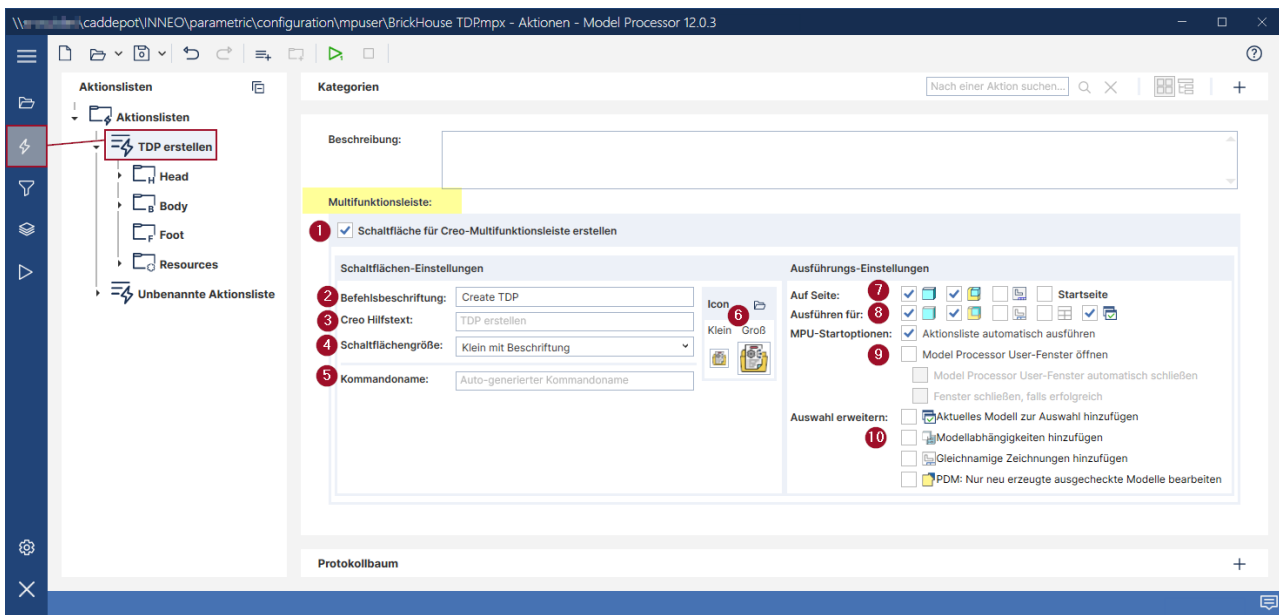 \caddepot\INNEO\parametric\configuration\mpuser\BrickHouse TDPmpx - Aktionen - Model Processor 12.0.3
Aktionslisten
Aktionslisten
TDP erstellen
Head
Body
Foot
Resources
Unbenannte Aktionsliste
Kategorien
Nach einer Aktion suchen...
Beschreibung:
Multifunktionsleiste:
1 Schaltfläche für Creo-Multifunktionsleiste erstellen
Schaltflächen-Einstellungen
2 Befehlsbeschriftung: Create TDP
3 Creo Hilfstext: TDP erstellen
4 Schaltflächengröße: Klein mit Beschriftung
5 Kommandoname: Auto-generierter Kommandoname
Icon
6
Klein Groß
Ausführungs-Einstellungen
Auf Seite: 7 Startseite
Ausführen für: 8
MPU-Startoptionen: Aktionsliste automatisch ausführen
9 Model Processor User-Fenster öffnen
Model Processor User-Fenster automatisch schließen
Fenster schließen, falls erfolgreich
Auswahl erweitern: Aktuelles Modell zur Auswahl hinzufügen
10 Modellabhängigkeiten hinzufügen
Gleichnamige Zeichnungen hinzufügen
PDM: Nur neu erzeugte ausgecheckte Modelle bearbeiten
Protokollbaum